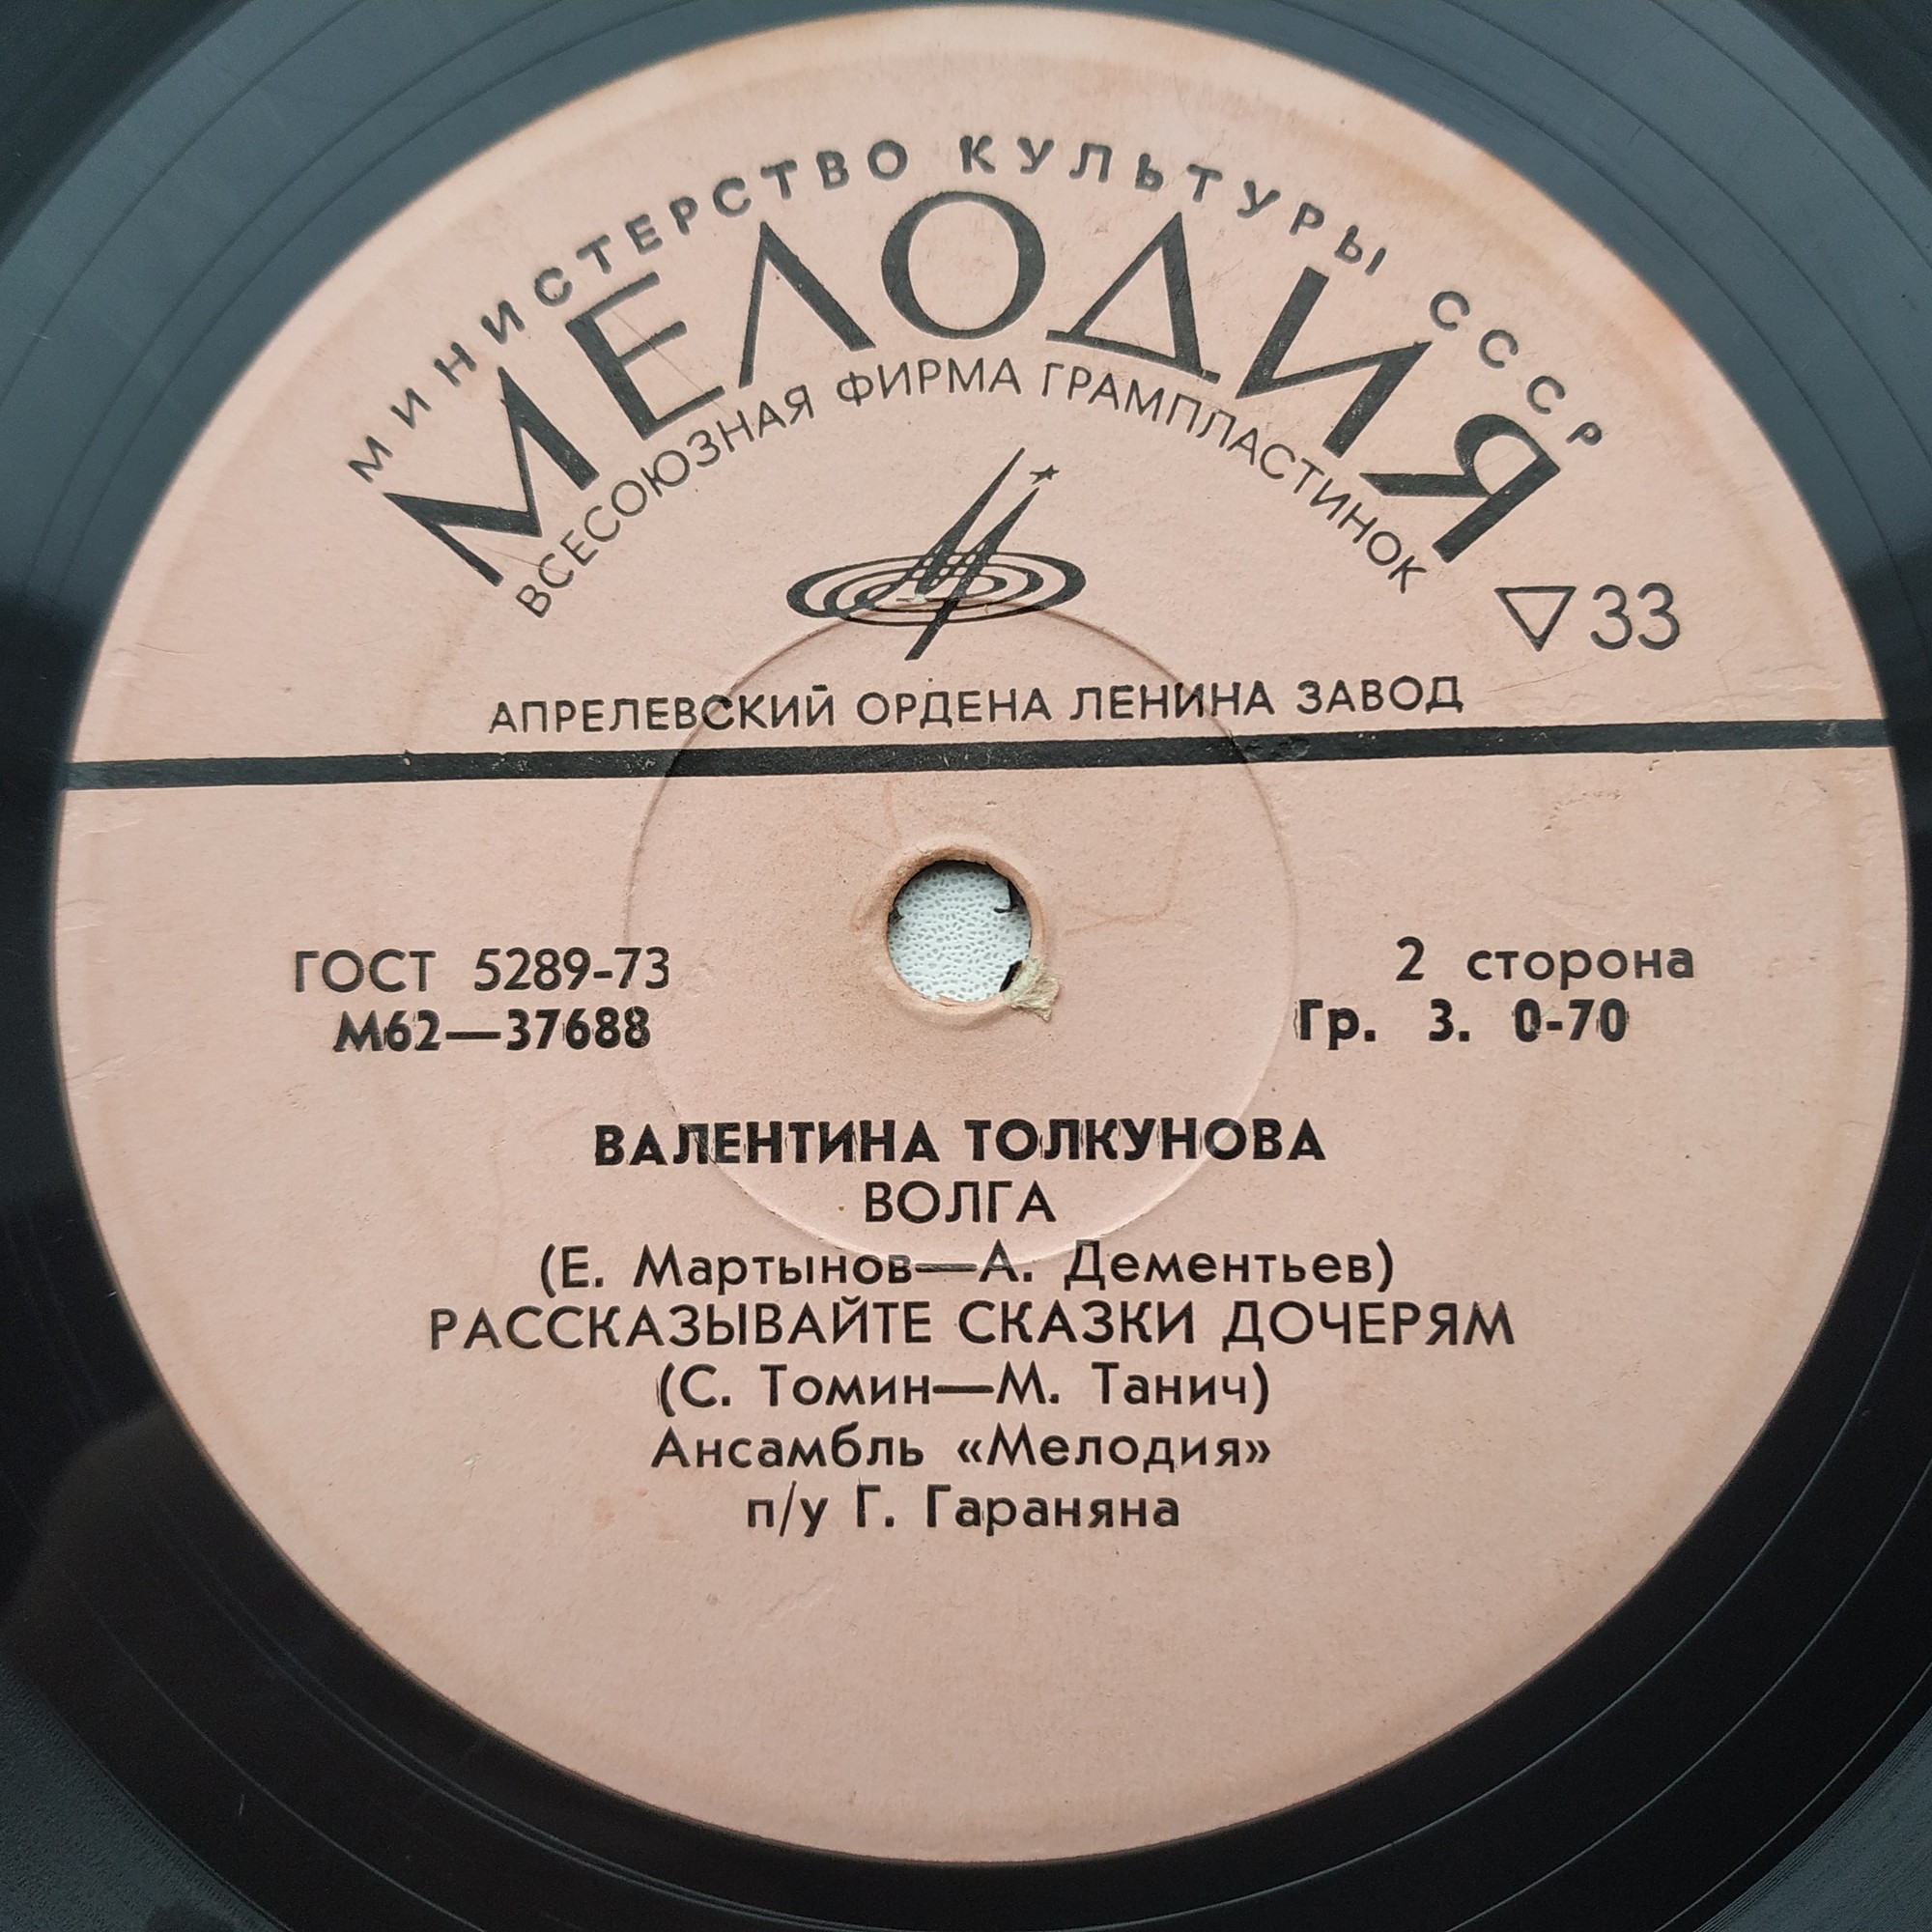 МИНИСТЕРСТВО КУЛЬТУРЫ СССР
МЕЛОДИЯ
ВСЕСОЮЗНАЯ ФИРМА ГРАМПЛАСТИНОК
▽33
АПРЕЛЕВСКИЙ ОРДЕНА ЛЕНИНА ЗАВОД
ГОСТ 5289-73
М62—37688
2 сторона
Гр. 3. 0-70
ВАЛЕНТИНА ТОЛКУНОВА
ВОЛГА
(Е. Мартынов—А. Дементьев)
РАССКАЗЫВАЙТЕ СКАЗКИ ДОЧЕРЯМ
(С. Томин—М. Танич)
Ансамбль «Мелодия»
п/у Г. Гараняна